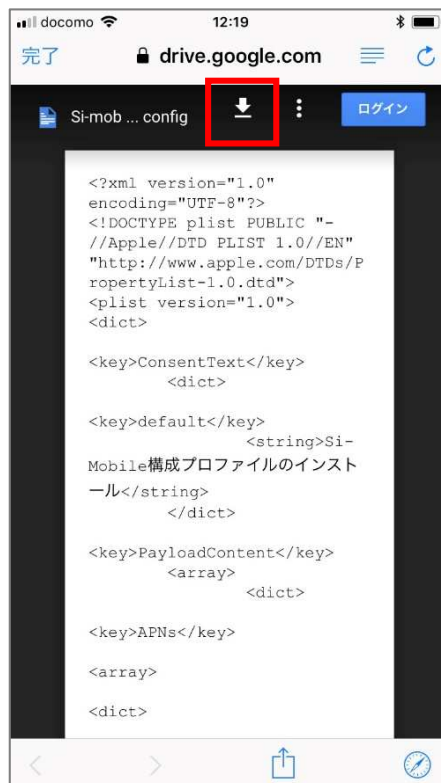 docomo 12:19
完了 drive.google.com
Si-mob ... config ログイン
<?xml version="1.0"
encoding="UTF-8"?>
<!DOCTYPE plist PUBLIC "-
//Apple//DTD PLIST 1.0//EN"
"http://www.apple.com/DTDs/P
ropertyList-1.0.dtd">
<plist version="1.0">
<dict>
<key>ConsentText</key>
<dict>
<key>default</key>
<string>Si-
Mobile構成プロファイルのインスト
ール</string>
</dict>
<key>PayloadContent</key>
<array>
<dict>
<key>APNs</key>
<array>
<dict>